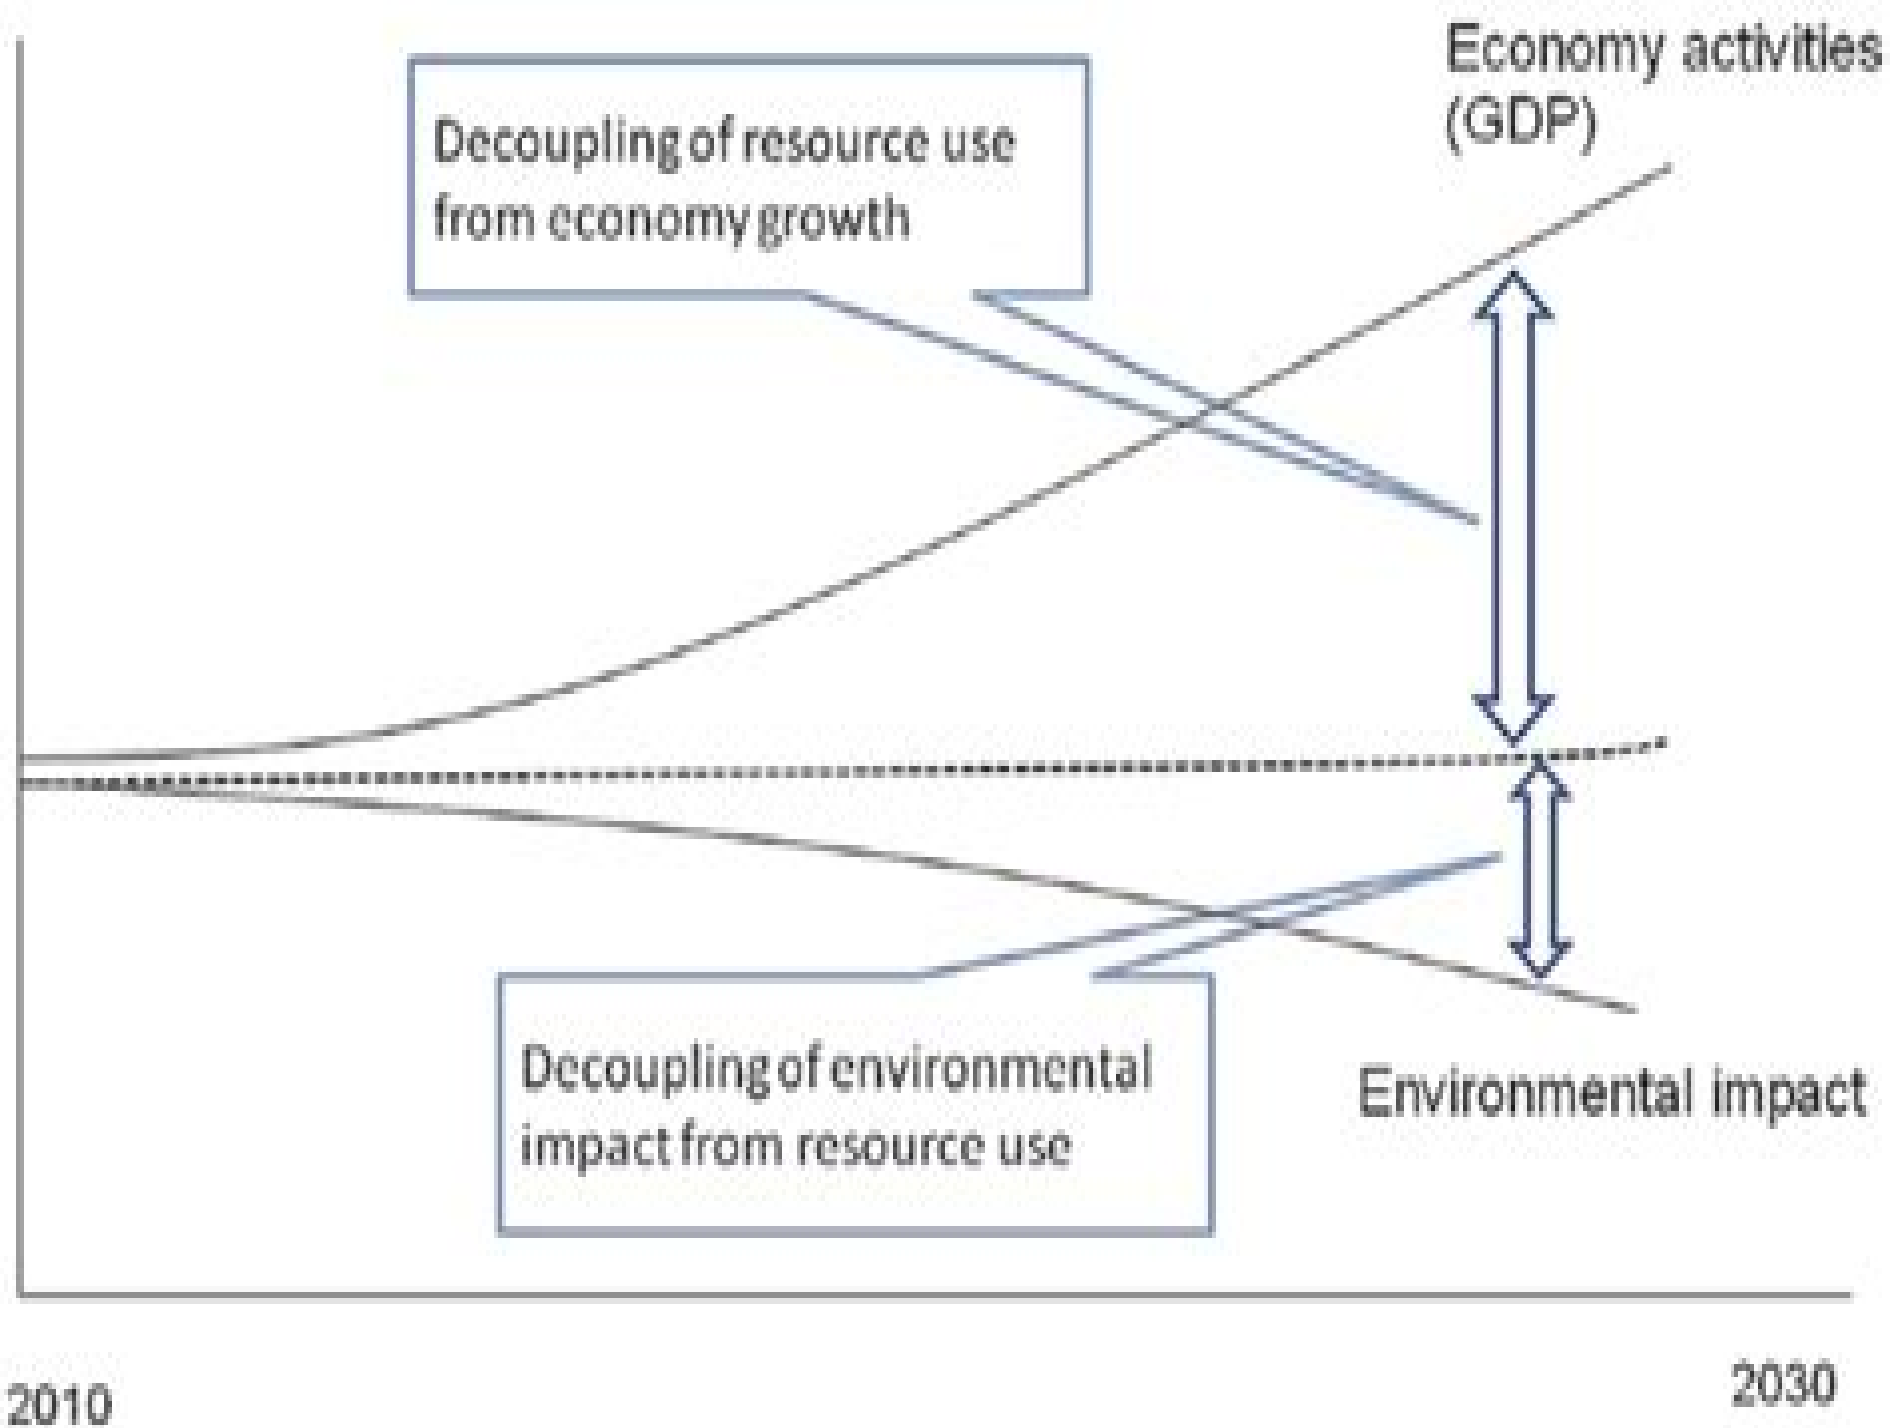 Economy activities
(GDP)
Decoupling of resource use
from economy growth
Decoupling of environmental
impact from resource use
Environmental impact
2010
2030